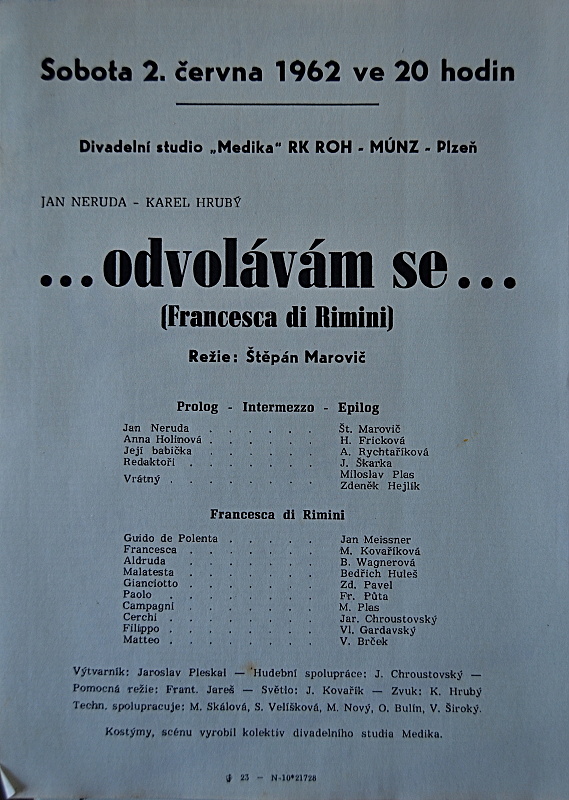 Sobota 2. června 1962 ve 20 hodin
Divadelní studio „Medika“ RK ROH - MÚNZ - Plzeň
JAN NERUDA - KAREL HRUBÝ
...odvolávám se...
(Francesca di Rimini)
Režie: Štěpán Marovič
Prolog - Intermezzo - Epilog
Jan Neruda . . . . . . Št. Marovič
Anna Holinová . . . . . . H. Fricková
Její babička . . . . . . A. Rychtaříková
Redaktoři . . . . . . . J. Škarka
Miloslav Plas
Vrátný . . . . . . . Zdeněk Hejlík
Francesca di Rimini
Guido de Polenta . . . . . Jan Meissner
Francesca . . . . . . . M. Kovaříková
Aldruda . . . . . . . B. Wagnerová
Malatesta . . . . . . . Bedřich Huleš
Gianciotto . . . . . . . Zd. Pavel
Paolo . . . . . . . . Fr. Půta
Campagni . . . . . . . M. Plas
Cerchi . . . . . . . . Jar. Chroustovský
Filippo . . . . . . . . Vl. Gardavský
Matteo . . . . . . . . V. Brček
Výtvarník: Jaroslav Pleskal — Hudební spolupráce: J. Chroustovský —
Pomocná režie: Frant. Jareš — Světlo: J. Kovařík — Zvuk: K. Hrubý
Techn. spolupracuje: M. Skálová, S. Velíšková, M. Nový, O. Bulín, V. Široký.
Kostýmy, scénu vyrobil kolektiv divadelního studia Medika.
23 — N-10*21728